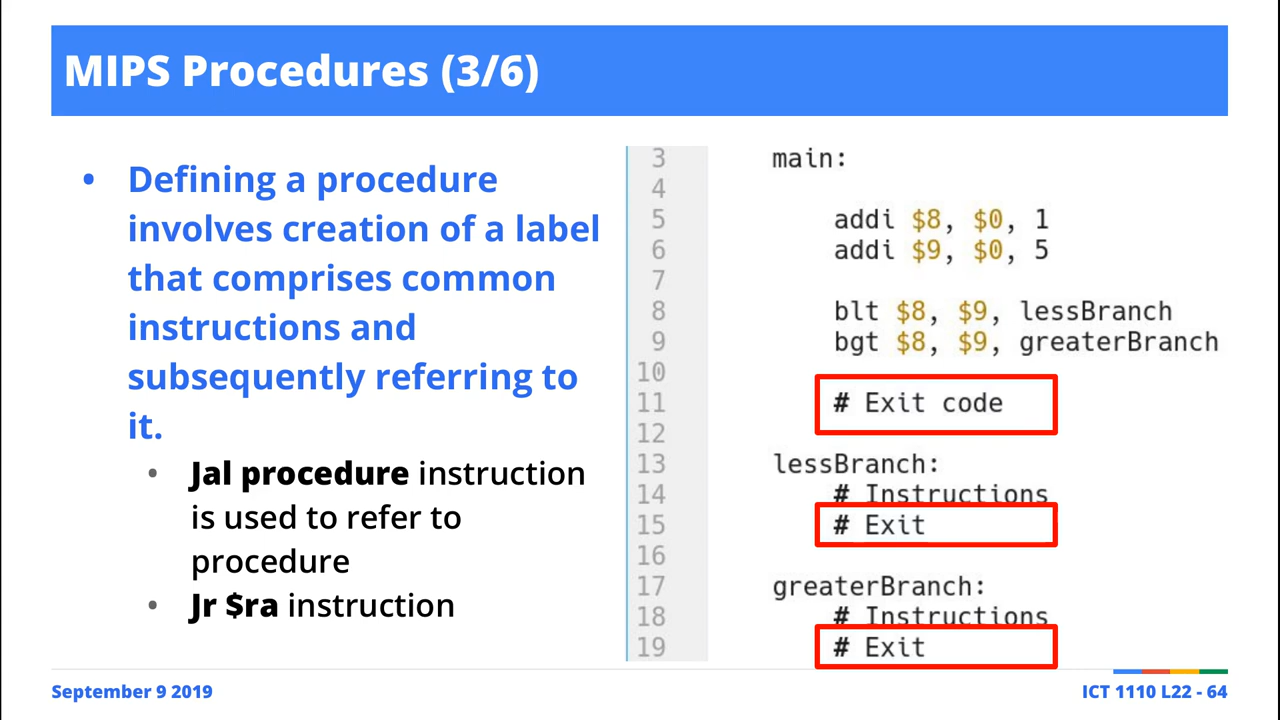 MIPS Procedures (3/6)
• Defining a procedure
involves creation of a label
that comprises common
instructions and
subsequently referring to
it.
• Jal procedure instruction
is used to refer to
procedure
• Jr $ra instruction
3 main:
4
5 addi $8, $0, 1
6 addi $9, $0, 5
7
8 blt $8, $9, lessBranch
9 bgt $8, $9, greaterBranch
10
11 # Exit code
12
13 lessBranch:
14 # Instructions
15 # Exit
16
17 greaterBranch:
18 # Instructions
19 # Exit
September 9 2019
ICT 1110 L22 - 64